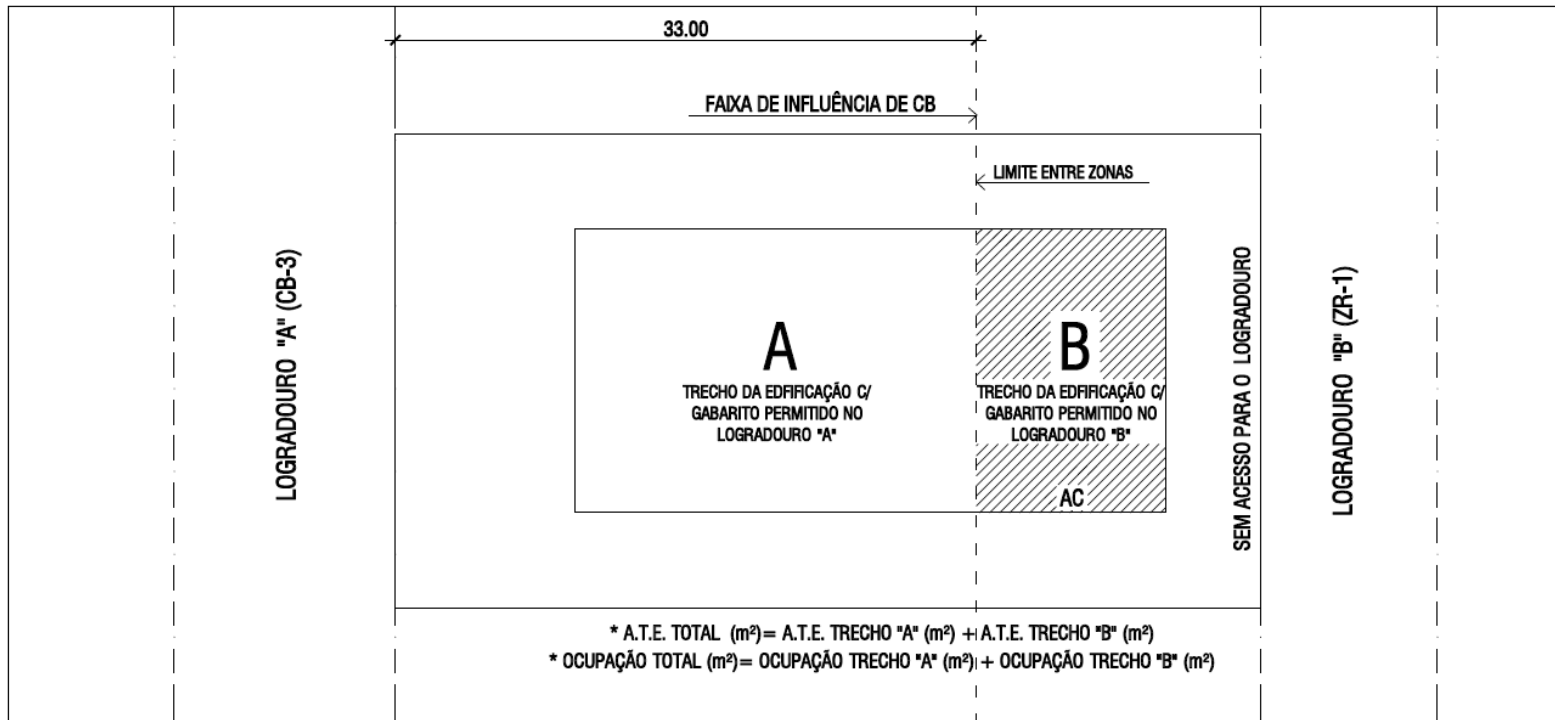 33.00
FAIXA DE INFLUÊNCIA DE CB
LIMITE ENTRE ZONAS
LOGRADOURO "A" (CB-3)
A
TRECHO DA EDFIFICAÇÃO C/
GABARITO PERMITIDO NO
LOGRADOURO "A"
B
TRECHO DA EDFIFICAÇÃO C/
GABARITO PERMITIDO NO
LOGRADOURO "B"
AC
SEM ACESSO PARA O LOGRADOURO
LOGRADOURO "B" (ZR-1)
* A.T.E. TOTAL (m²)= A.T.E. TRECHO "A" (m²) + A.T.E. TRECHO "B" (m²)
* OCUPAÇÃO TOTAL (m²)= OCUPAÇÃO TRECHO "A" (m²) + OCUPAÇÃO TRECHO "B" (m²)